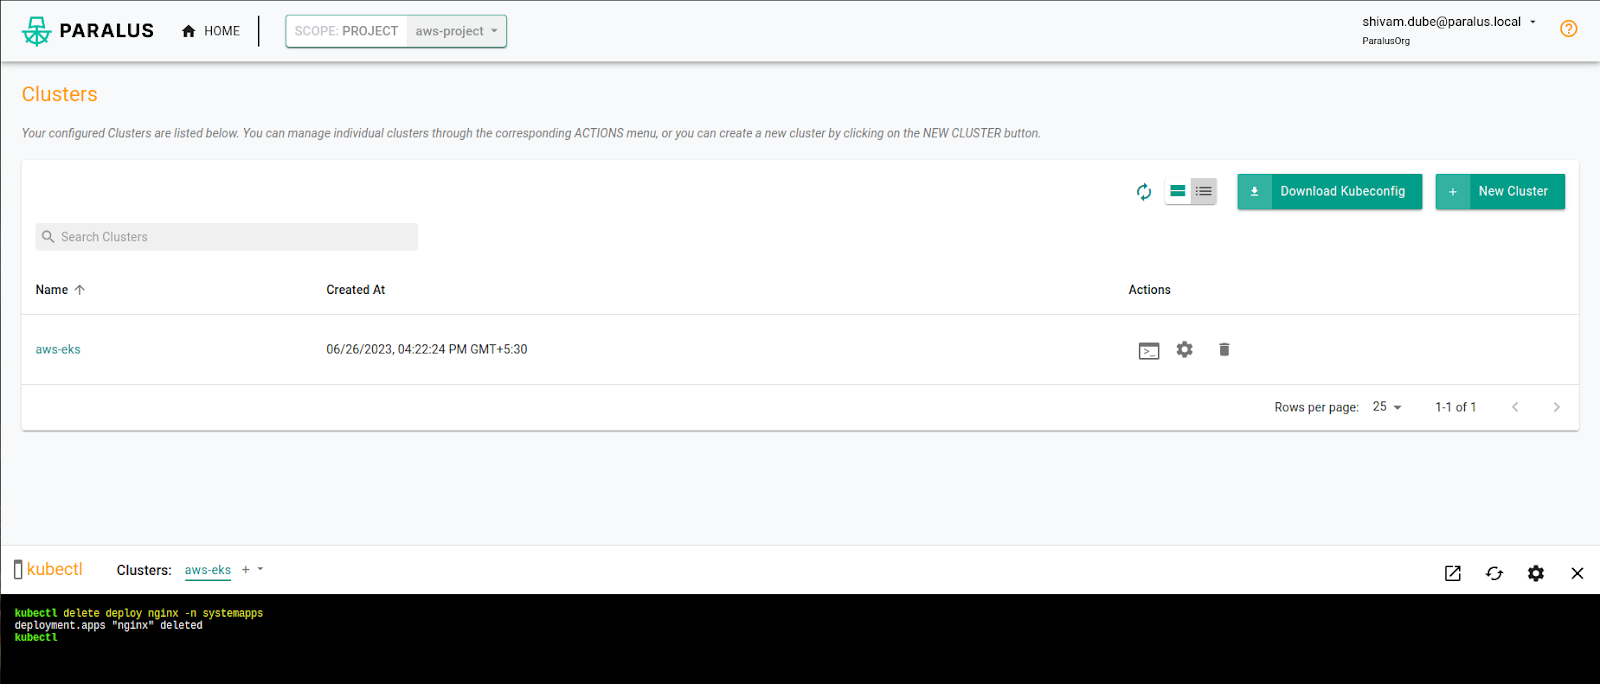 PARALUS HOME SCOPE: PROJECT aws-project shivam.dube@paralus.local
ParalusOrg
Clusters
Your configured Clusters are listed below. You can manage individual clusters through the corresponding ACTIONS menu, or you can create a new cluster by clicking on the NEW CLUSTER button.
Download Kubeconfig + New Cluster
Search Clusters
Name Created At Actions
aws-eks 06/26/2023, 04:22:24 PM GMT+5:30
Rows per page: 25 1-1 of 1
kubectl Clusters: aws-eks +
kubectl delete deploy nginx -n systemapps
deployment.apps "nginx" deleted
kubectl